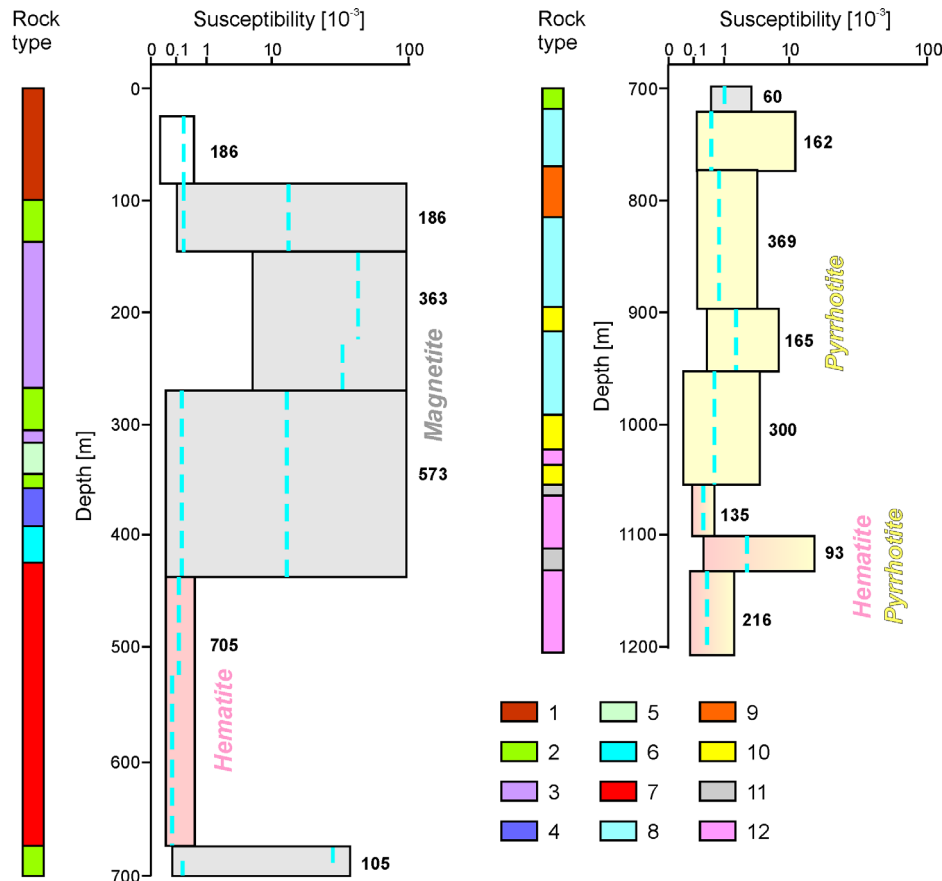 Rock
type
Susceptibility [10⁻³]
0 0.1 1 10 100
Depth [m]
0
100
200
300
400
500
600
700
186
186
363
573
705
105
Magnetite
Hematite
Rock
type
Susceptibility [10⁻³]
0 0.1 1 10 100
Depth [m]
700
800
900
1000
1100
1200
60
162
369
165
300
135
93
216
Pyrrhotite
Hematite
Pyrrhotite
1 5 9
2 6 10
3 7 11
4 8 12